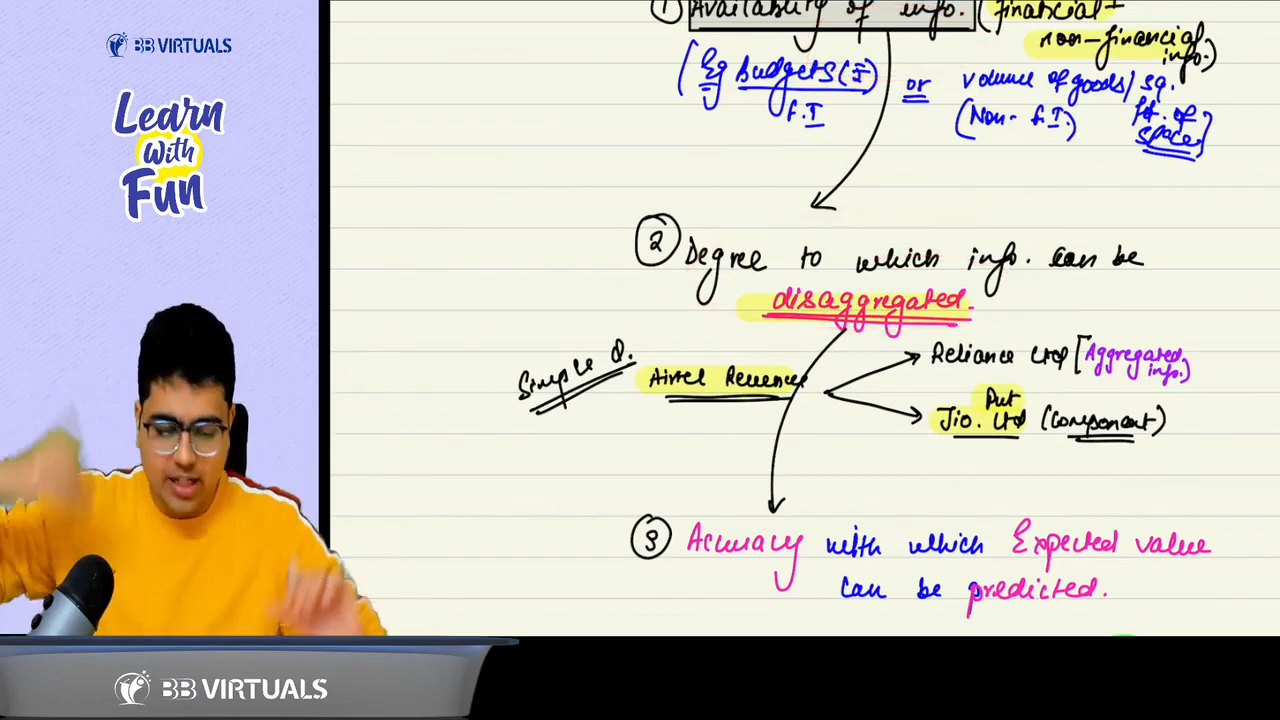 BB VIRTUALS
Learn
With
Fun
① Availability of info. (financial +
non-financial
info.)
(Eg Budgets (I)
f.I
or
volume of goods/sq.
(Non-f.I) ft. of
space]
② Degree to which info. can be
disaggregated.
Simple Q.
Airtel Revenue
Reliance Ltd [Aggregated
info.)
Put
Jio. Ltd (Component)
③ Accuracy with which Expected value
can be predicted.
BB VIRTUALS